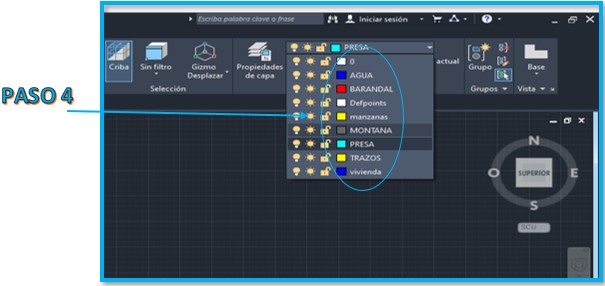 Escriba palabra clave o frase
Iniciar sesión
PRESA
Criba
Sin filtro
Gizmo
Desplazar
Propiedades
de capa
actual
Grupo
Base
Selección
Grupos
Vista
PASO 4
0
AGUA
BARANDAL
Defpoints
manzanas
MONTANA
PRESA
TRAZOS
vivienda
N
O
SUPERIOR
E
S
SCU